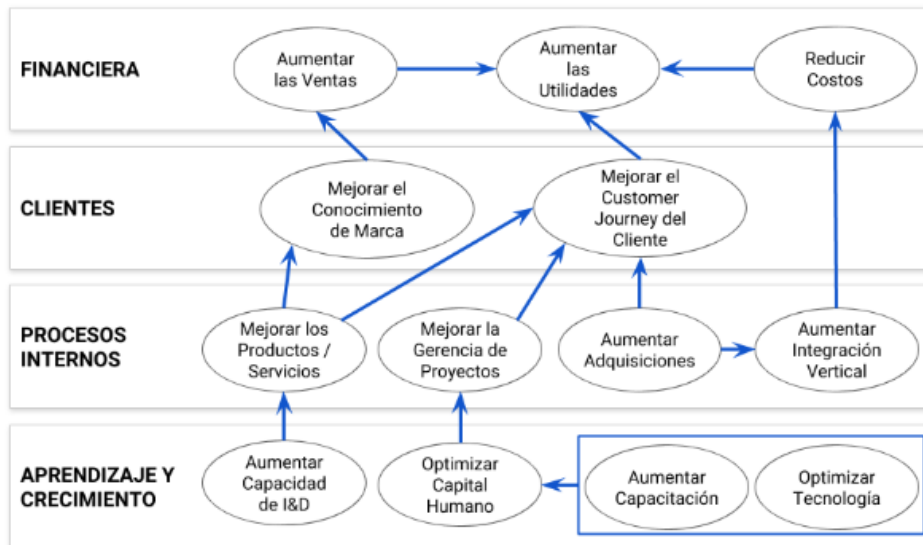 FINANCIERA
Aumentar
las Ventas
Aumentar
las
Utilidades
Reducir
Costos
CLIENTES
Mejorar el
Conocimiento
de Marca
Mejorar el
Customer
Journey del
Cliente
PROCESOS
INTERNOS
Mejorar los
Productos /
Servicios
Mejorar la
Gerencia de
Proyectos
Aumentar
Adquisiciones
Aumentar
Integración
Vertical
APRENDIZAJE Y
CRECIMIENTO
Aumentar
Capacidad
de I&D
Optimizar
Capital
Humano
Aumentar
Capacitación
Optimizar
Tecnología